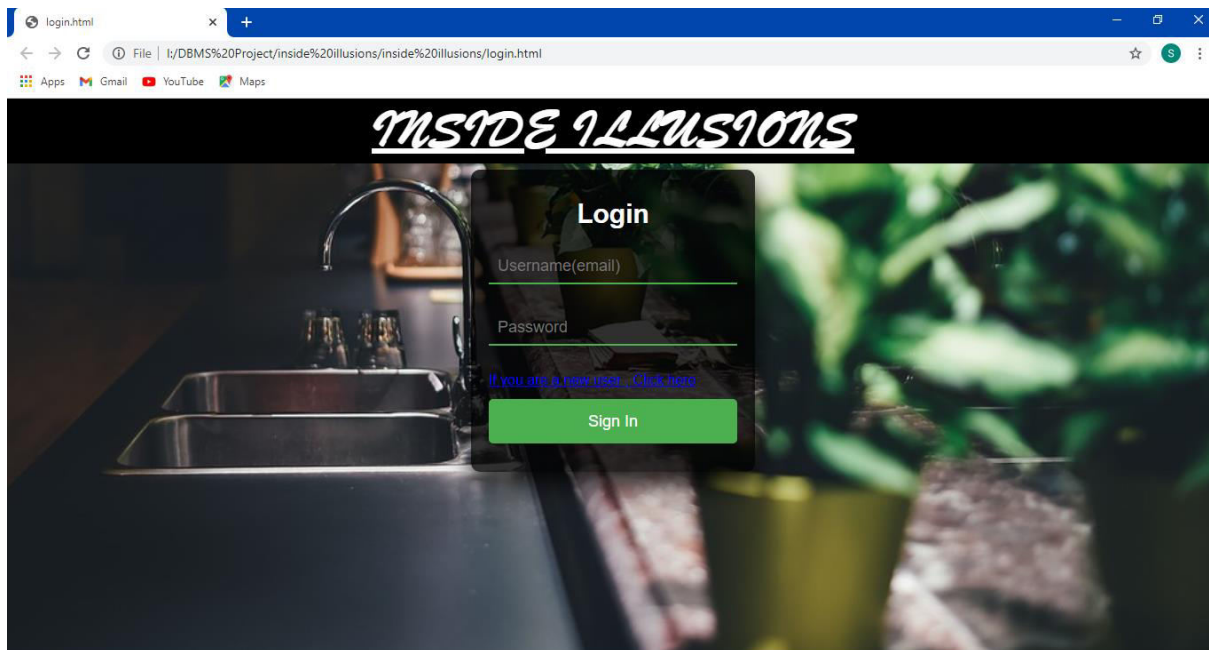 login.html
File | I:/DBMS%20Project/inside%20illusions/inside%20illusions/login.html
S
Apps Gmail YouTube Maps
INSIDE ILLUSIONS
Login
Username(email)
Password
If you are a new user , Click here
Sign In